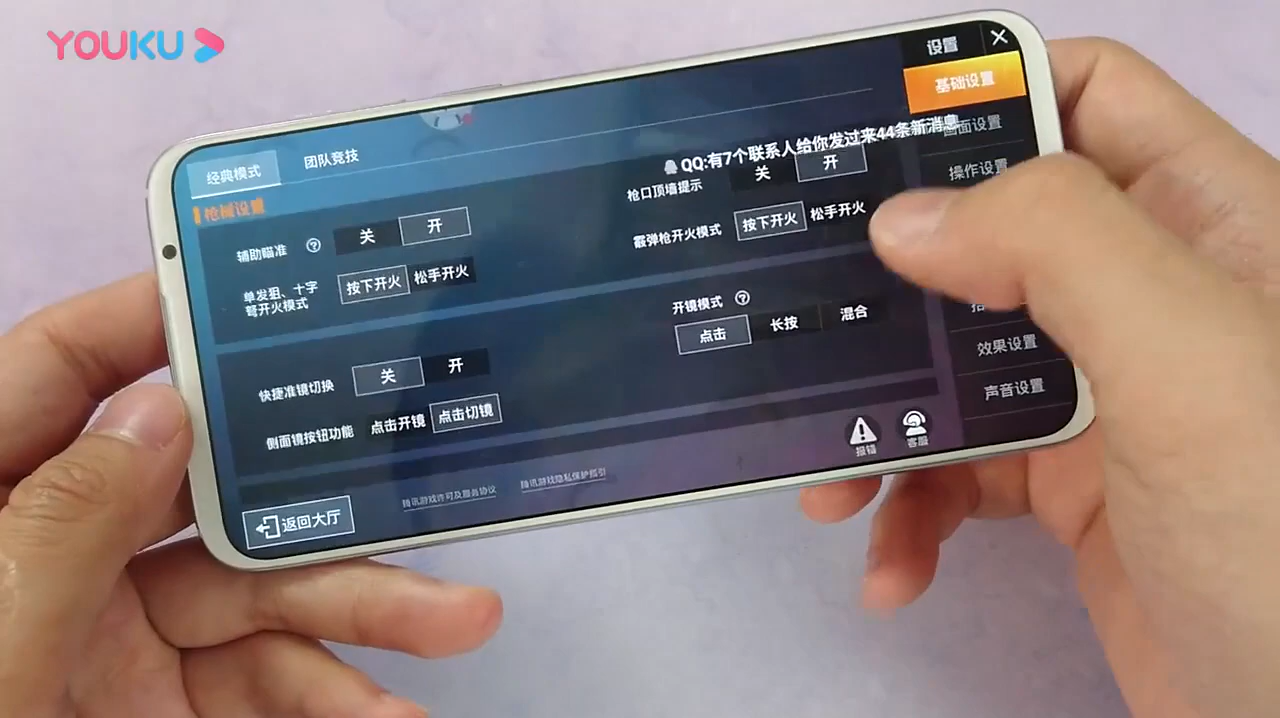 YOUKU
设置
基础设置
经典模式
团队竞技
QQ:有7个联系人给你发过来44条新消息
画面设置
枪械设置
枪口顶墙提示
关
开
操作设置
辅助瞄准
?
关
开
霰弹枪开火模式
按下开火
松手开火
单发狙、十字
弩开火模式
按下开火
松手开火
开镜模式
?
点击
长按
混合
效果设置
快捷准镜切换
关
开
声音设置
侧面镜按钮功能
点击开镜
点击切镜
报错
客服
腾讯游戏许可及服务协议
腾讯游戏隐私保护指引
返回大厅